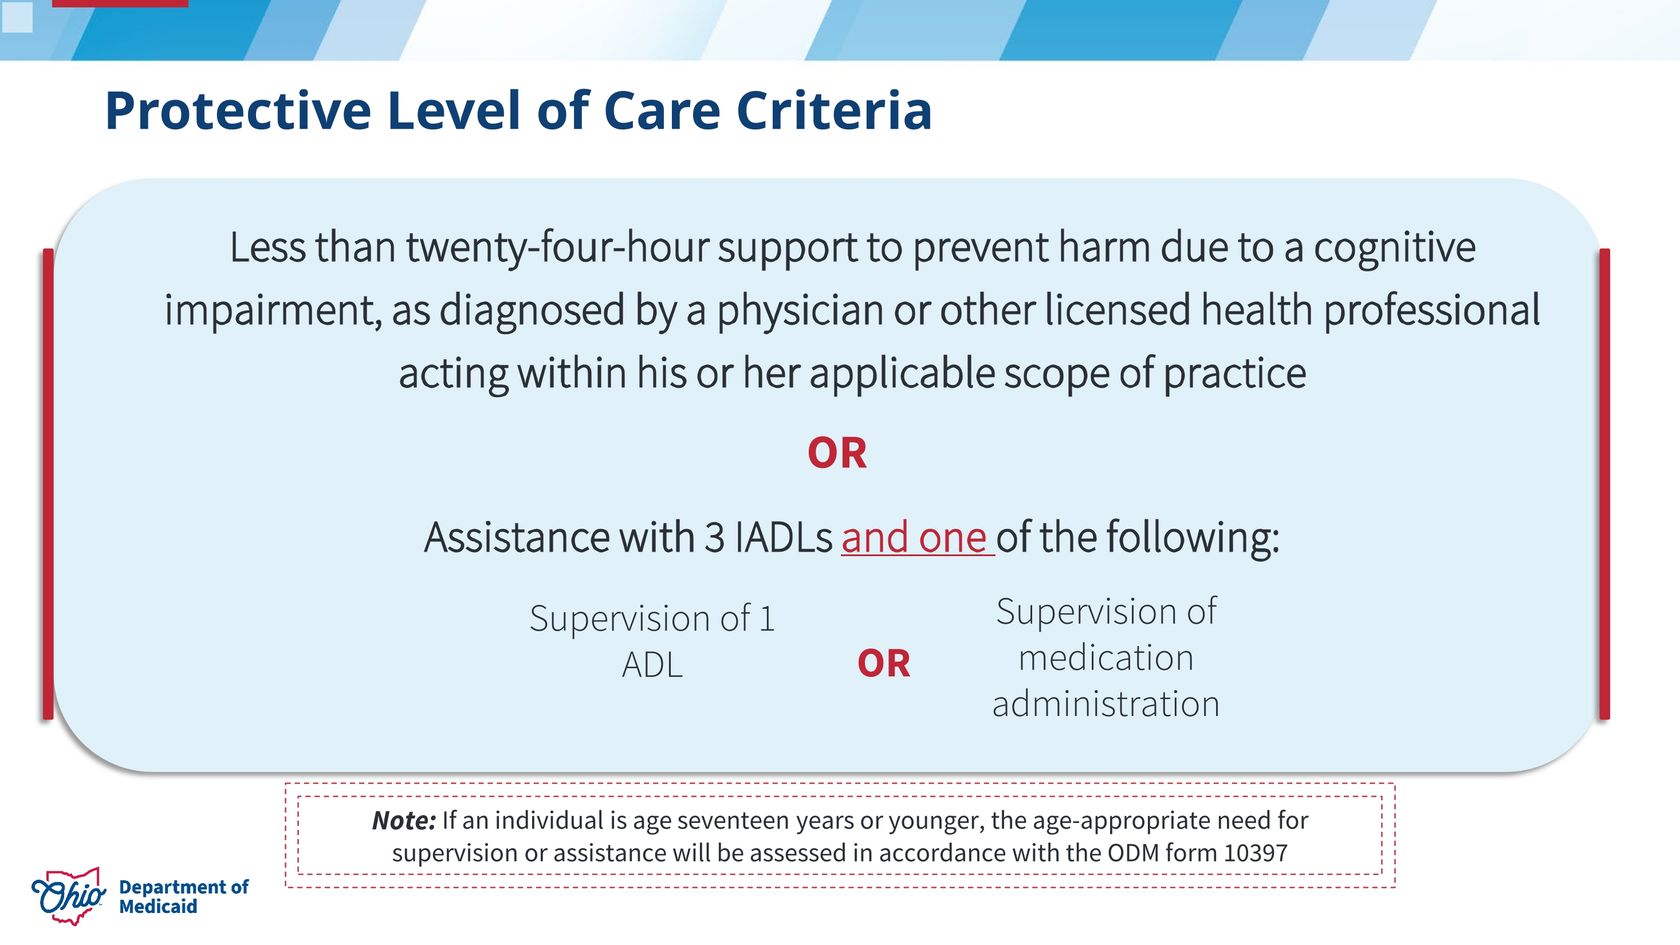 Protective Level of Care Criteria
Less than twenty-four-hour support to prevent harm due to a cognitive
impairment, as diagnosed by a physician or other licensed health professional
acting within his or her applicable scope of practice
OR
Assistance with 3 IADLs and one of the following:
Supervision of 1
ADL
OR
Supervision of
medication
administration
Note: If an individual is age seventeen years or younger, the age-appropriate need for
supervision or assistance will be assessed in accordance with the ODM form 10397
Ohio
Department of
Medicaid